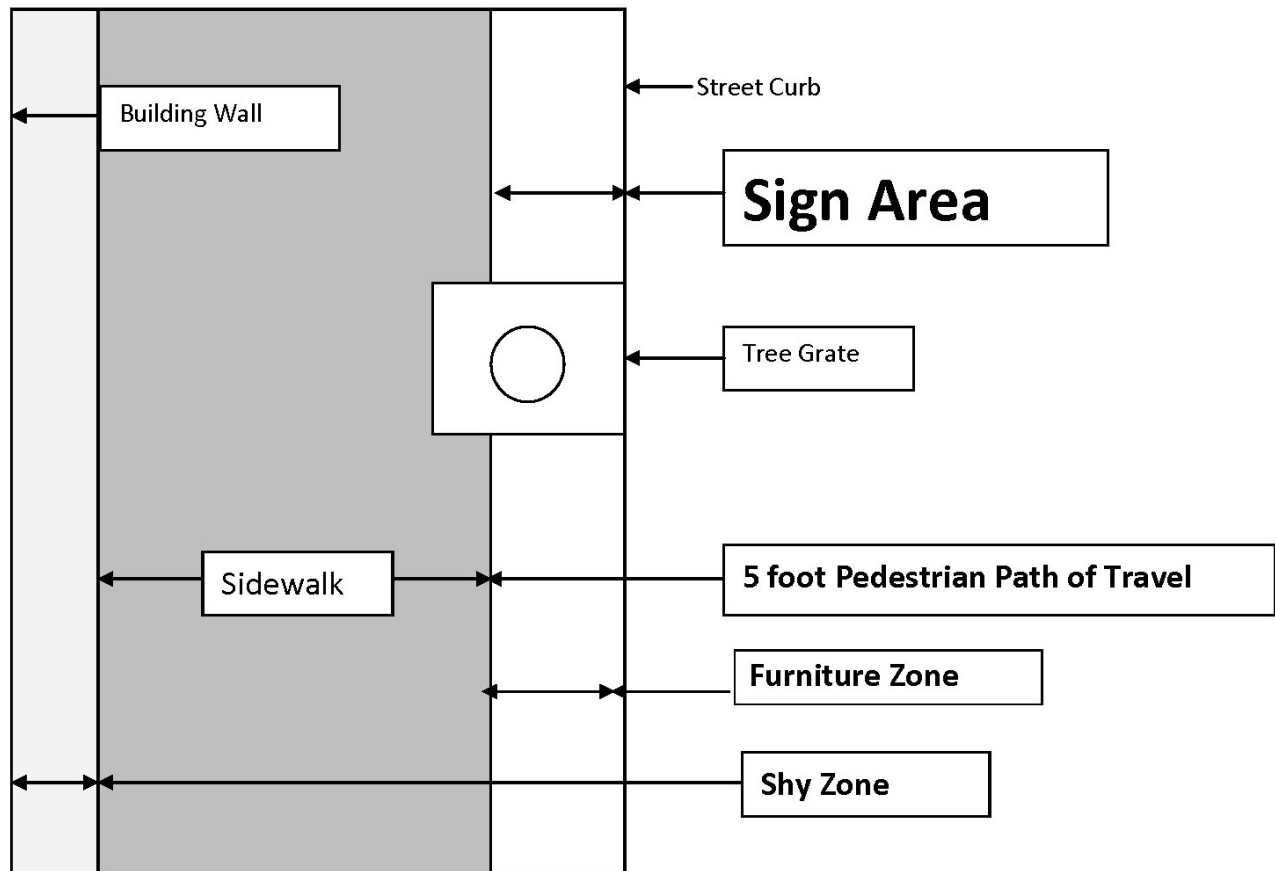 Street Curb
Building Wall
Sign Area
Tree Grate
Sidewalk
5 foot Pedestrian Path of Travel
Furniture Zone
Shy Zone